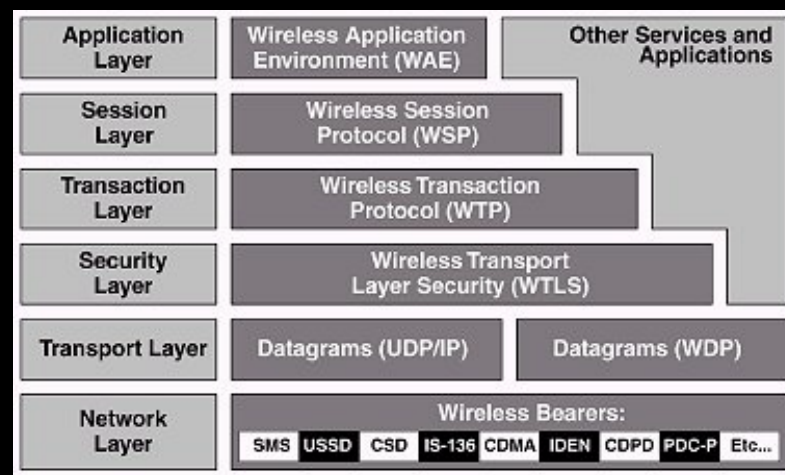 Application
Layer
Wireless Application
Environment (WAE)
Other Services and
Applications
Session
Layer
Wireless Session
Protocol (WSP)
Transaction
Layer
Wireless Transaction
Protocol (WTP)
Security
Layer
Wireless Transport
Layer Security (WTLS)
Transport Layer
Datagrams (UDP/IP)
Datagrams (WDP)
Network
Layer
Wireless Bearers:
SMS USSD CSD IS-136 CDMA IDEN CDPD PDC-P Etc...